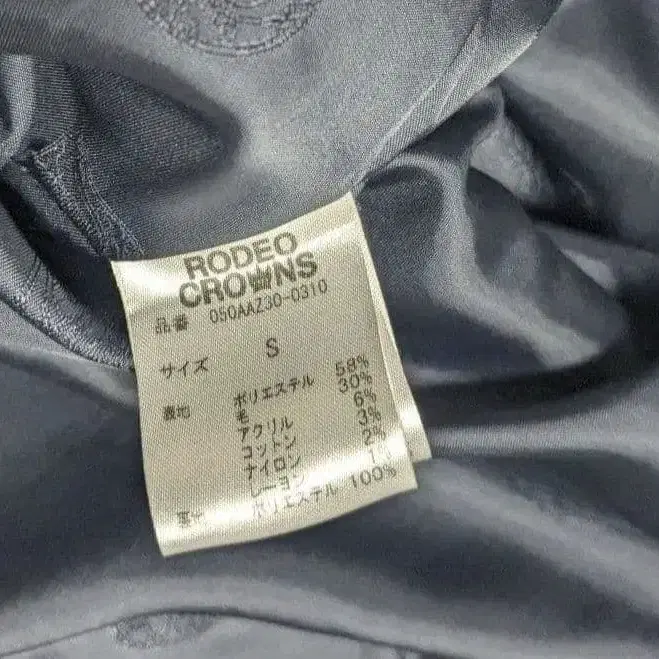 RODEO
CROWNS
品番 050AAZ30-0310
サイズ S
表地 ポリエステル 58%
毛 30%
アクリル 6%
コットン 3%
ナイロン 2%
レーヨン 1%
裏地 ポリエステル 100%